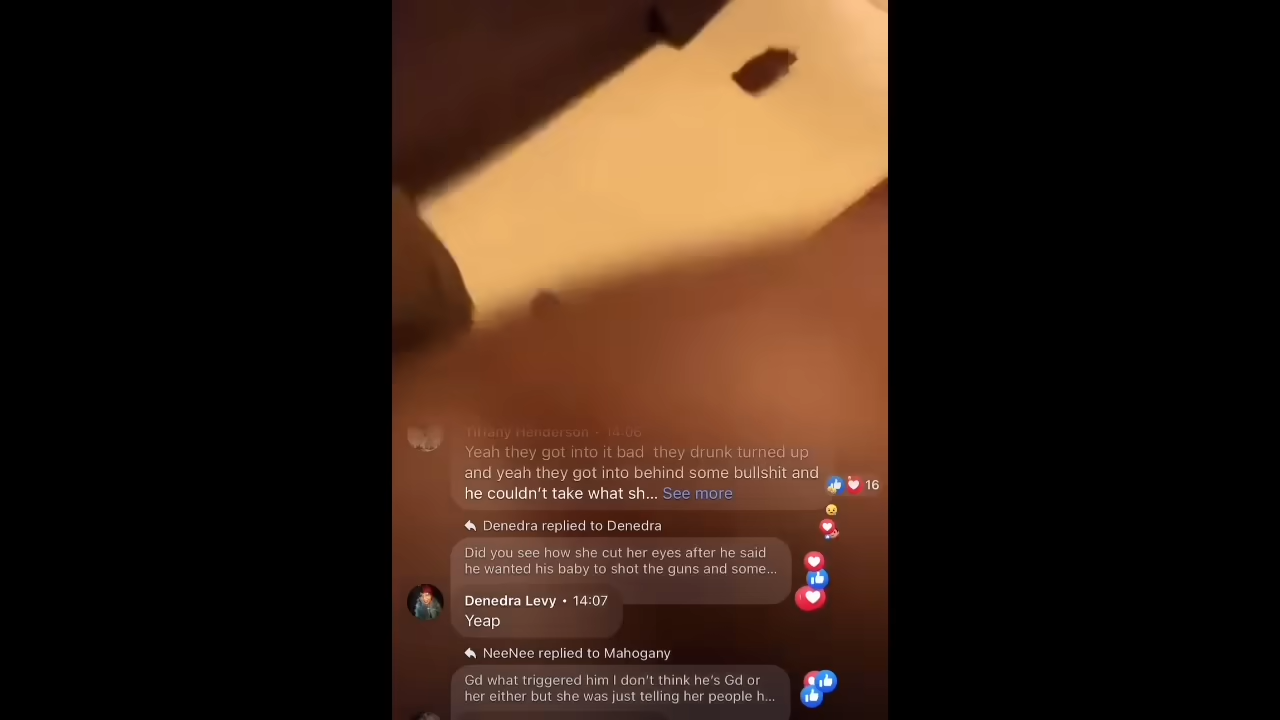 Tiffany Henderson • 14:06
Yeah they got into it bad they drunk turned up
and yeah they got into behind some bullshit and
he couldn’t take what sh... See more
16
Denedra replied to Denedra
Did you see how she cut her eyes after he said
he wanted his baby to shot the guns and some...
Denedra Levy • 14:07
Yeap
NeeNee replied to Mahogany
Gd what triggered him I don’t think he’s Gd or
her either but she was just telling her people h...